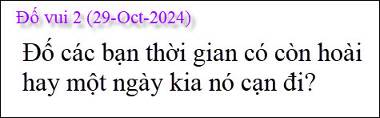 Đố vui 2 (29-Oct-2024)
Đố các bạn thời gian có còn hoài
hay một ngày kia nó cạn đi?